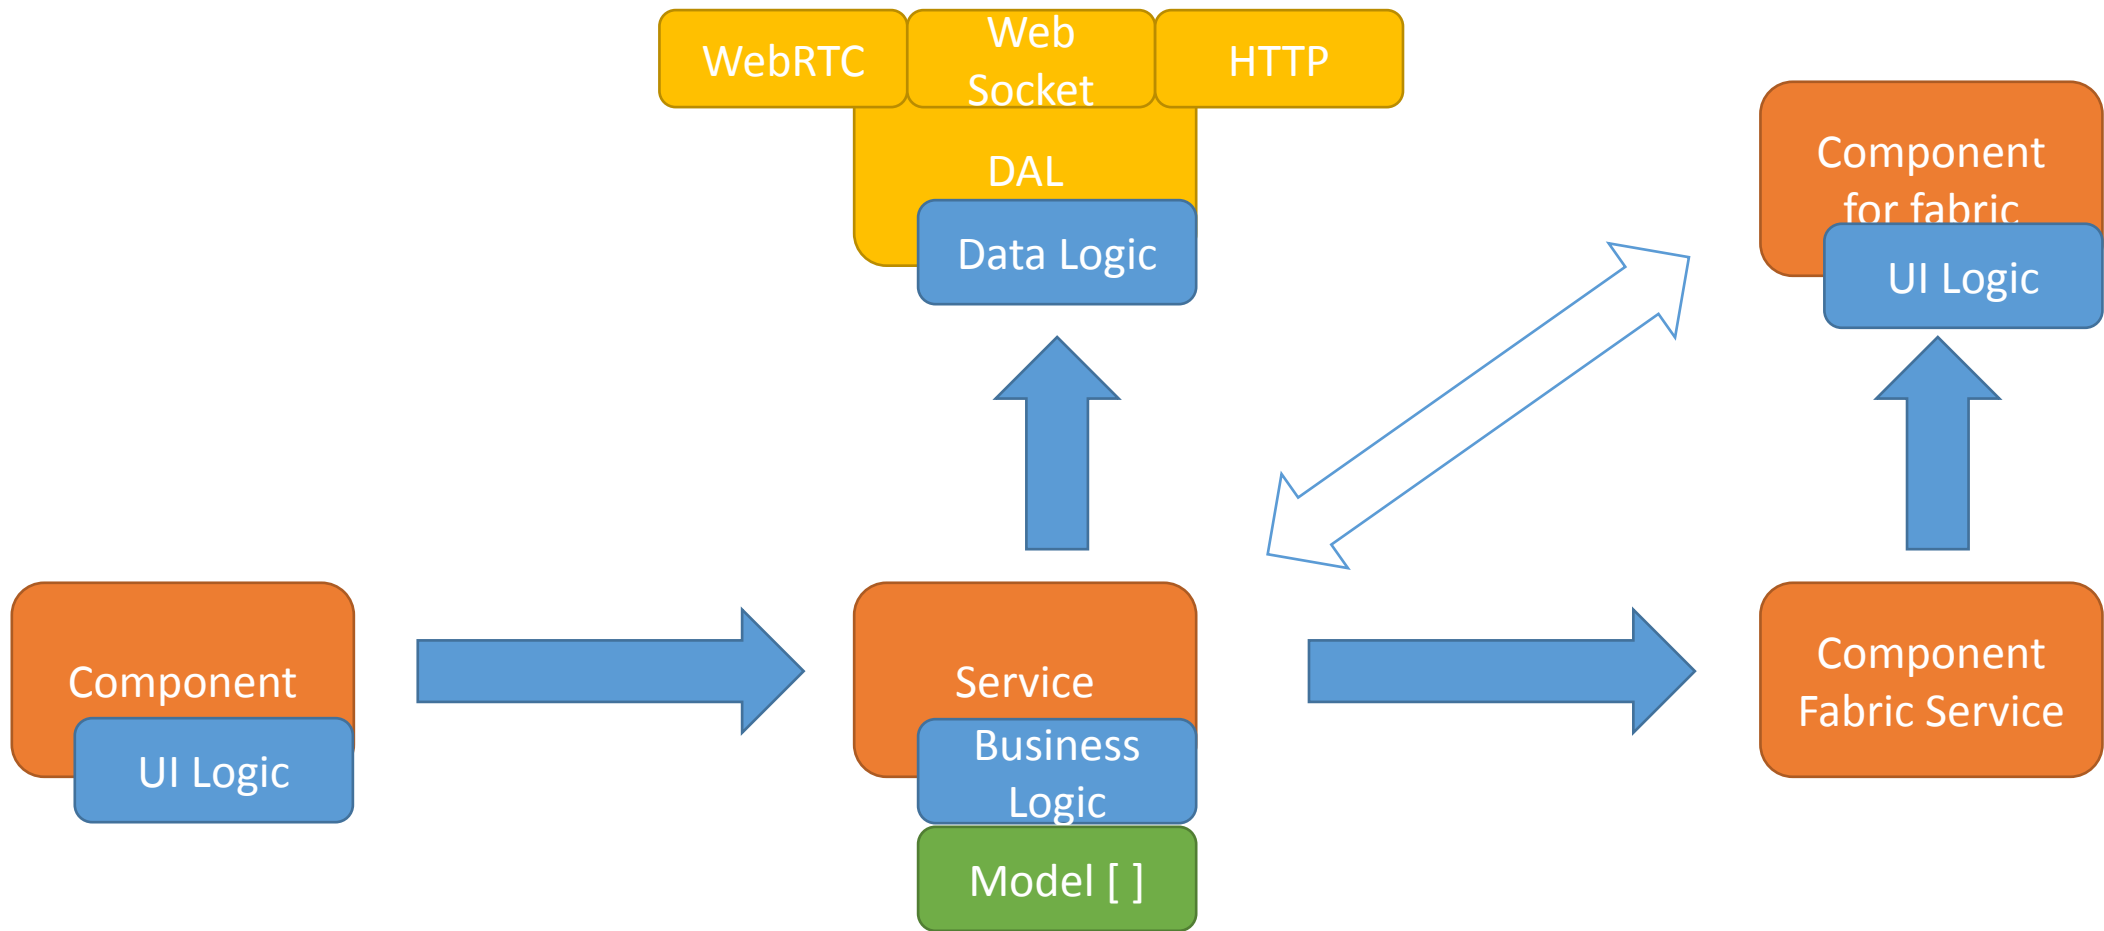 WebRTC
Web
Socket
HTTP
DAL
Data Logic
Component
for fabric
UI Logic
Component
UI Logic
Service
Business
Logic
Model [ ]
Component
Fabric Service